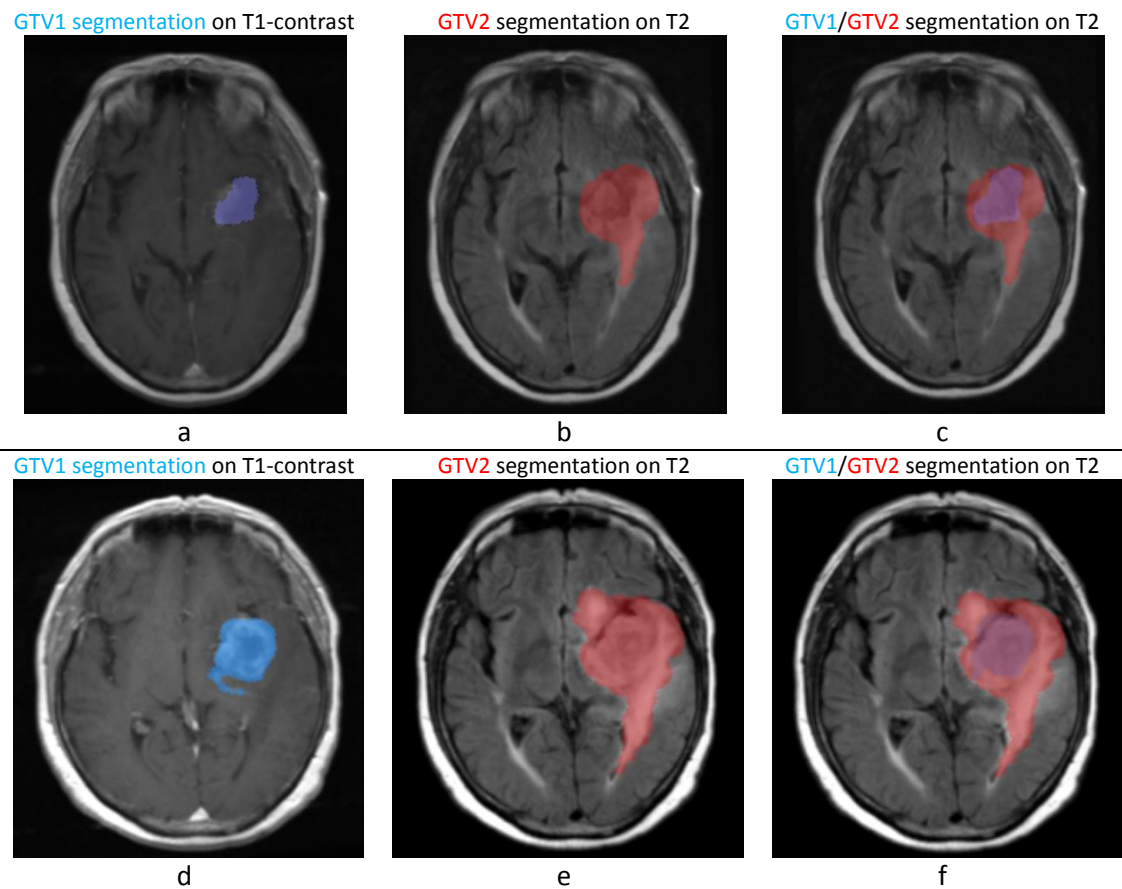 GTV1 segmentation on T1-contrast
GTV2 segmentation on T2
GTV1/GTV2 segmentation on T2
a
b
c
GTV1 segmentation on T1-contrast
GTV2 segmentation on T2
GTV1/GTV2 segmentation on T2
d
e
f